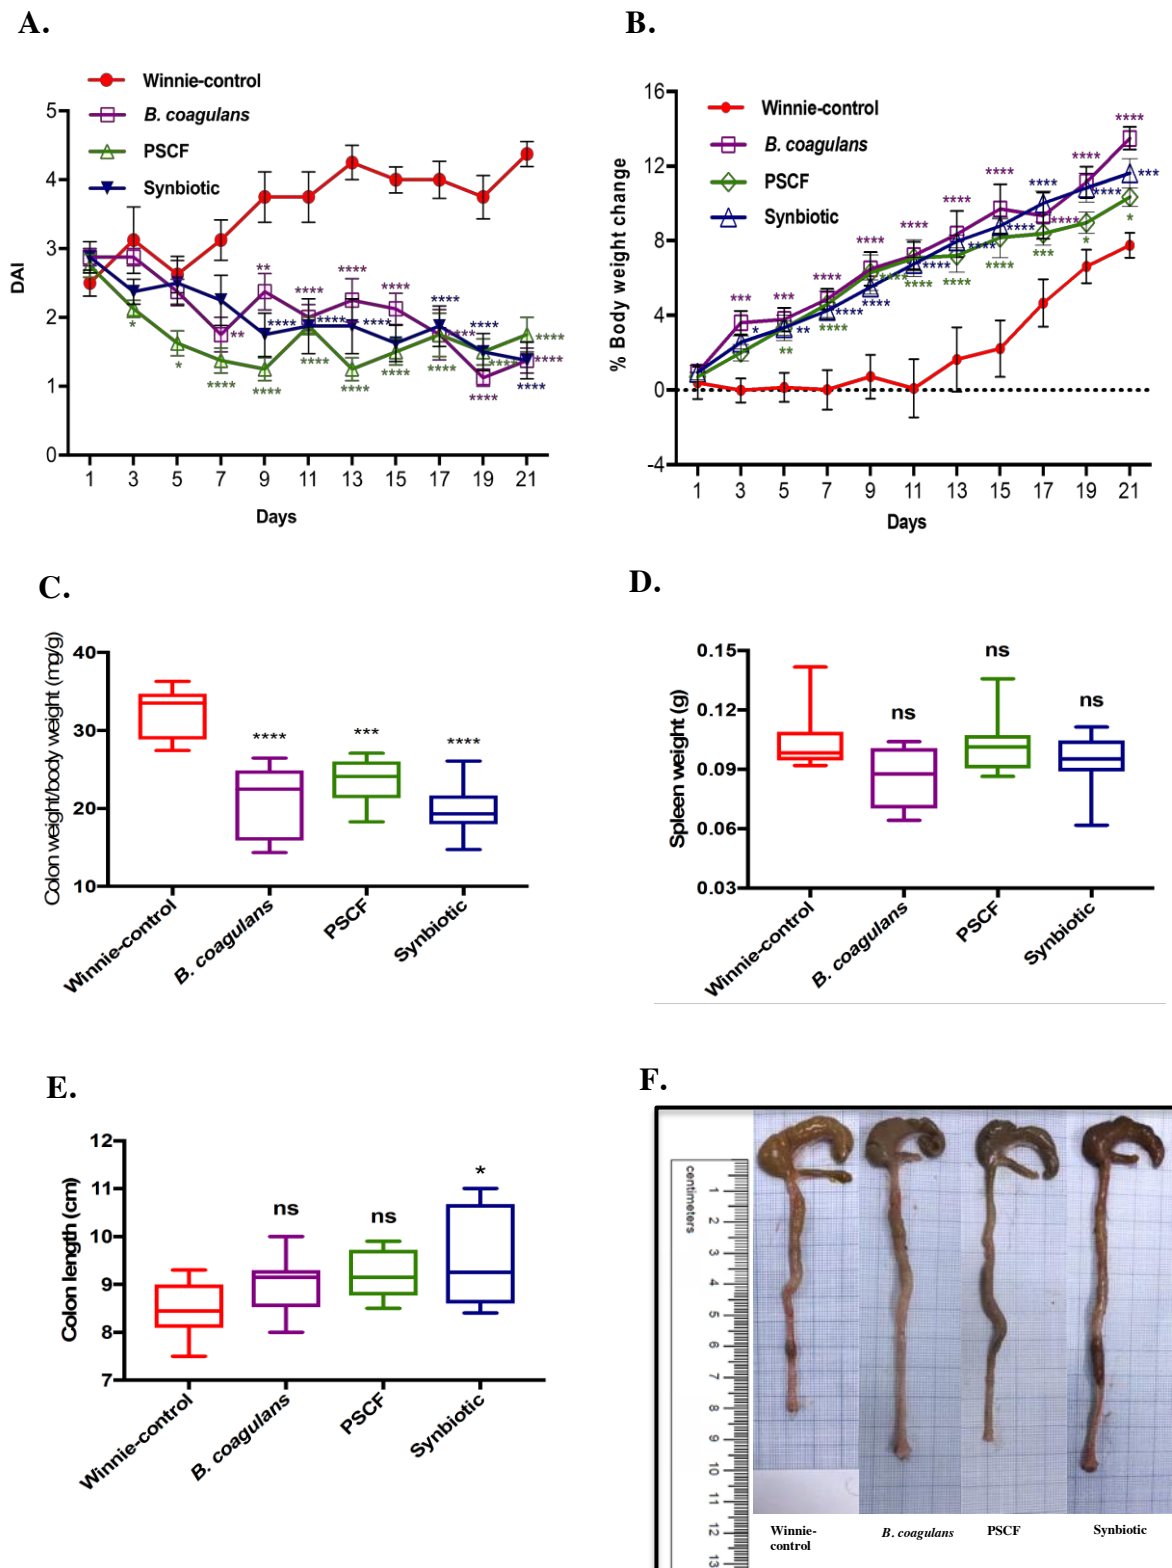 A.
Winnie-control
B. coagulans
PSCF
Synbiotic
DAI
5
4
3
2
1
0
* * ** **** ** **** **** **** **** **** **** **** **** **** **** **** **** **** **** **** **** **** **** ****
1 3 5 7 9 11 13 15 17 19 21
Days
B.
Winnie-control
B. coagulans
PSCF
Synbiotic
% Body weight change
16
12
8
4
0
-4
*** *** **** **** **** **** **** **** ****
* ** **** **** **** **** **** **** **** ***
** **** **** **** **** **** *** * *
1 3 5 7 9 11 13 15 17 19 21
Days
C.
Colon weight/body weight (mg/g)
40
30
20
10
**** *** ****
Winnie-control
B. coagulans
PSCF
Synbiotic
D.
Spleen weight (g)
0.15
0.12
0.09
0.06
0.03
ns ns ns
Winnie-control
B. coagulans
PSCF
Synbiotic
E.
Colon length (cm)
12
11
10
9
8
7
ns ns *
Winnie-control
B. coagulans
PSCF
Synbiotic
F.
centimeters
1
2
3
4
5
6
7
8
9
10
11
12
13
Winnie-
control
B. coagulans
PSCF
Synbiotic